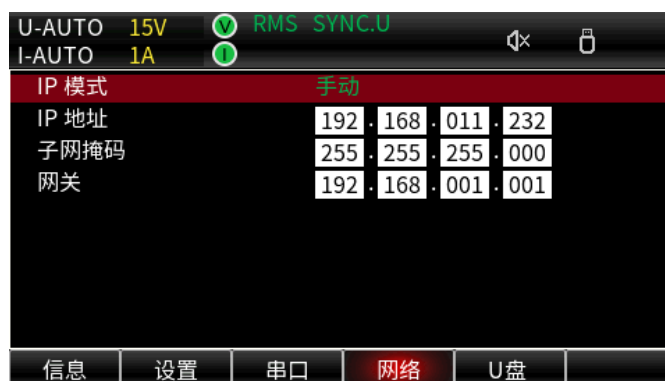 U-AUTO 15V V RMS SYNC.U
I-AUTO 1A I
IP 模式 手动
IP 地址 192 . 168 . 011 . 232
子网掩码 255 . 255 . 255 . 000
网关 192 . 168 . 001 . 001
信息 设置 串口 网络 U盘